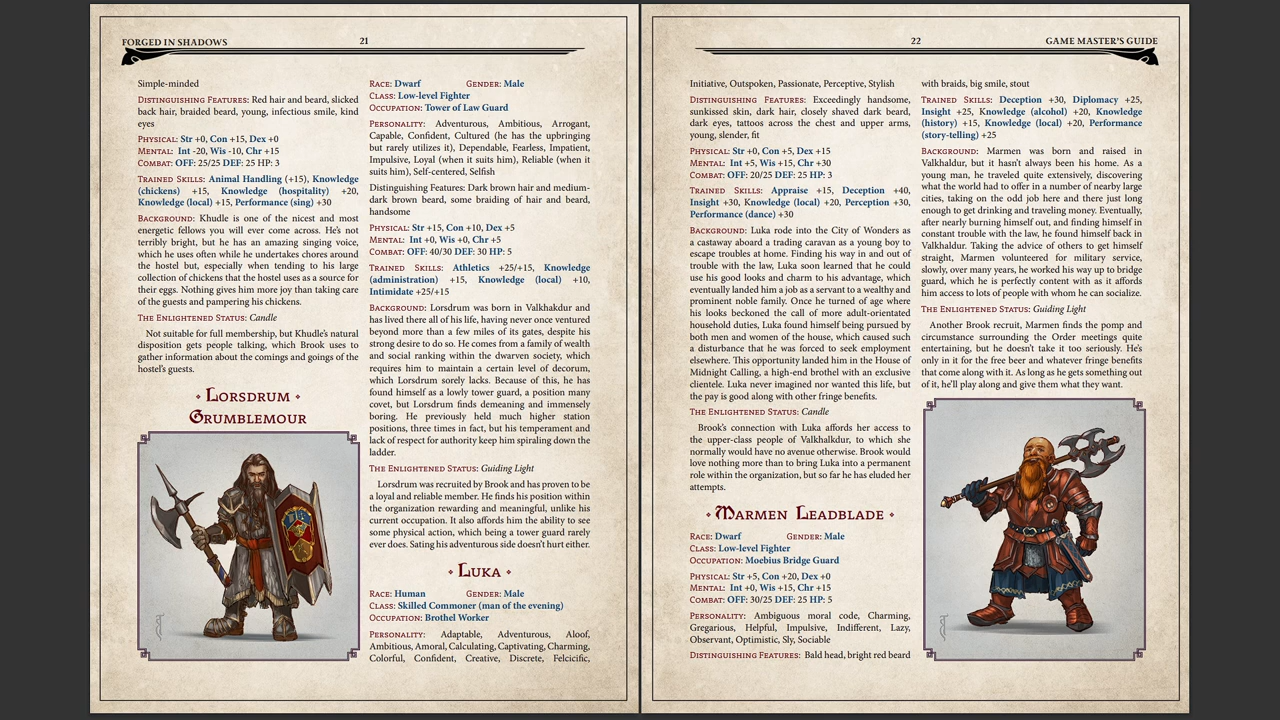 FORGED IN SHADOWS
21
Simple-minded
Distinguishing Features: Red hair and beard, slicked
back hair, braided beard, young, infectious smile, kind
eyes
Physical: Str +0, Con +15, Dex +0
Mental: Int -20, Wis -10, Chr +15
Combat: OFF: 25/25 DEF: 25 HP: 3
Trained Skills: Animal Handling (+15), Knowledge
(chickens) +15, Knowledge (hospitality) +20,
Knowledge (local) +15, Performance (sing) +30
Background: Khudle is one of the nicest and most
energetic fellows you will ever come across. He's not
terribly bright, but he has an amazing singing voice,
which he uses often while he undertakes chores around
the hostel but, especially when tending to his large
collection of chickens that the hostel uses as a source for
their eggs. Nothing gives him more joy than taking care
of the guests and pampering his chickens.
The Enlightened Status: Candle
Not suitable for full membership, but Khudle's natural
disposition gets people talking, which Brook uses to
gather information about the comings and goings of the
hostel's guests.
Lorsdrum
Grumblemour
Race: Dwarf Gender: Male
Class: Low-level Fighter
Occupation: Tower of Law Guard
Personality: Adventurous, Ambitious, Arrogant,
Capable, Confident, Cultured (he has the upbringing
but rarely utilizes it), Dependable, Fearless, Impatient,
Impulsive, Loyal (when it suits him), Reliable (when it
suits him), Self-centered, Selfish
Distinguishing Features: Dark brown hair and medium-
dark brown beard, some braiding of hair and beard,
handsome
Physical: Str +15, Con +10, Dex +5
Mental: Int +0, Wis +0, Chr +5
Combat: OFF: 40/30 DEF: 30 HP: 5
Trained Skills: Athletics +25/+15, Knowledge
(administration) +15, Knowledge (local) +10,
Intimidate +25/+15
Background: Lorsdrum was born in Valkhakdur and
has lived there all of his life, having never once ventured
beyond more than a few miles of its gates, despite his
strong desire to do so. He comes from a family of wealth
and social ranking within the dwarven society, which
requires him to maintain a certain level of decorum,
which Lorsdrum sorely lacks. Because of this, he has
found himself as a lowly tower guard, a position many
covet, but Lorsdrum finds demeaning and immensely
boring. He previously held much higher station
positions, three times in fact, but his temperament and
lack of respect for authority keep him spiraling down the
ladder.
The Enlightened Status: Guiding Light
Lorsdrum was recruited by Brook and has proven to be
a loyal and reliable member. He finds his position within
the organization rewarding and meaningful, unlike his
current occupation. It also affords him the ability to see
some physical action, which being a tower guard rarely
ever does. Sating his adventurous side doesn't hurt either.
Luka
Race: Human Gender: Male
Class: Skilled Commoner (man of the evening)
Occupation: Brothel Worker
Personality: Adaptable, Adventurous, Aloof,
Ambitious, Amoral, Calculating, Captivating, Charming,
Colorful, Confident, Creative, Discrete, Felcicific,
22
GAME MASTER'S GUIDE
Initiative, Outspoken, Passionate, Perceptive, Stylish
Distinguishing Features: Exceedingly handsome,
sunkissed skin, dark hair, closely shaved dark beard,
dark eyes, tattoos across the chest and upper arms,
young, slender, fit
Physical: Str +0, Con +5, Dex +15
Mental: Int +5, Wis +15, Chr +30
Combat: OFF: 20/25 DEF: 25 HP: 3
Trained Skills: Appraise +15, Deception +40,
Insight +30, Knowledge (local) +20, Perception +30,
Performance (dance) +30
Background: Luka rode into the City of Wonders as
a castaway aboard a trading caravan as a young boy to
escape troubles at home. Finding his way in and out of
trouble with the law, Luka soon learned that he could
use his good looks and charm to his advantage, which
eventually landed him a job as a servant to a wealthy and
prominent noble family. Once he turned of age where
his looks beckoned the call of more adult-orientated
household duties, Luka found himself being pursued by
both men and women of the house, which caused such
a disturbance that he was forced to seek employment
elsewhere. This opportunity landed him in the House of
Midnight Calling, a high-end brothel with an exclusive
clientele. Luka never imagined nor wanted this life, but
the pay is good along with other fringe benefits.
The Enlightened Status: Candle
Brook's connection with Luka affords her access to
the upper-class people of Valkhalkdur, to which she
normally would have no avenue otherwise. Brook would
love nothing more than to bring Luka into a permanent
role within the organization, but so far he has eluded her
attempts.
Marmen Leadblade
Race: Dwarf Gender: Male
Class: Low-level Fighter
Occupation: Moebius Bridge Guard
Physical: Str +5, Con +20, Dex +0
Mental: Int +0, Wis +15, Chr +15
Combat: OFF: 30/25 DEF: 25 HP: 5
Personality: Ambiguous moral code, Charming,
Gregarious, Helpful, Impulsive, Indifferent, Lazy,
Observant, Optimistic, Sly, Sociable
Distinguishing Features: Bald head, bright red beard
with braids, big smile, stout
Trained Skills: Deception +30, Diplomacy +25,
Insight +25, Knowledge (alcohol) +20, Knowledge
(history) +15, Knowledge (local) +20, Performance
(story-telling) +25
Background: Marmen was born and raised in
Valkhaldur, but it hasn't always been his home. As a
young man, he traveled quite extensively, discovering
what the world had to offer in a number of nearby large
cities, taking on the odd job here and there just long
enough to get drinking and traveling money. Eventually,
after nearly burning himself out, and finding himself in
constant trouble with the law, he found himself back in
Valkhaldur. Taking the advice of others to get himself
straight, Marmen volunteered for military service,
slowly, over many years, he worked his way up to bridge
guard, which he is perfectly content with as it affords
him access to lots of people with whom he can socialize.
The Enlightened Status: Guiding Light
Another Brook recruit, Marmen finds the pomp and
circumstance surrounding the Order meetings quite
entertaining, but he doesn't take it too seriously. He's
only in it for the free beer and whatever fringe benefits
that come along with it. As long as he gets something out
of it, he'll play along and give them what they want.